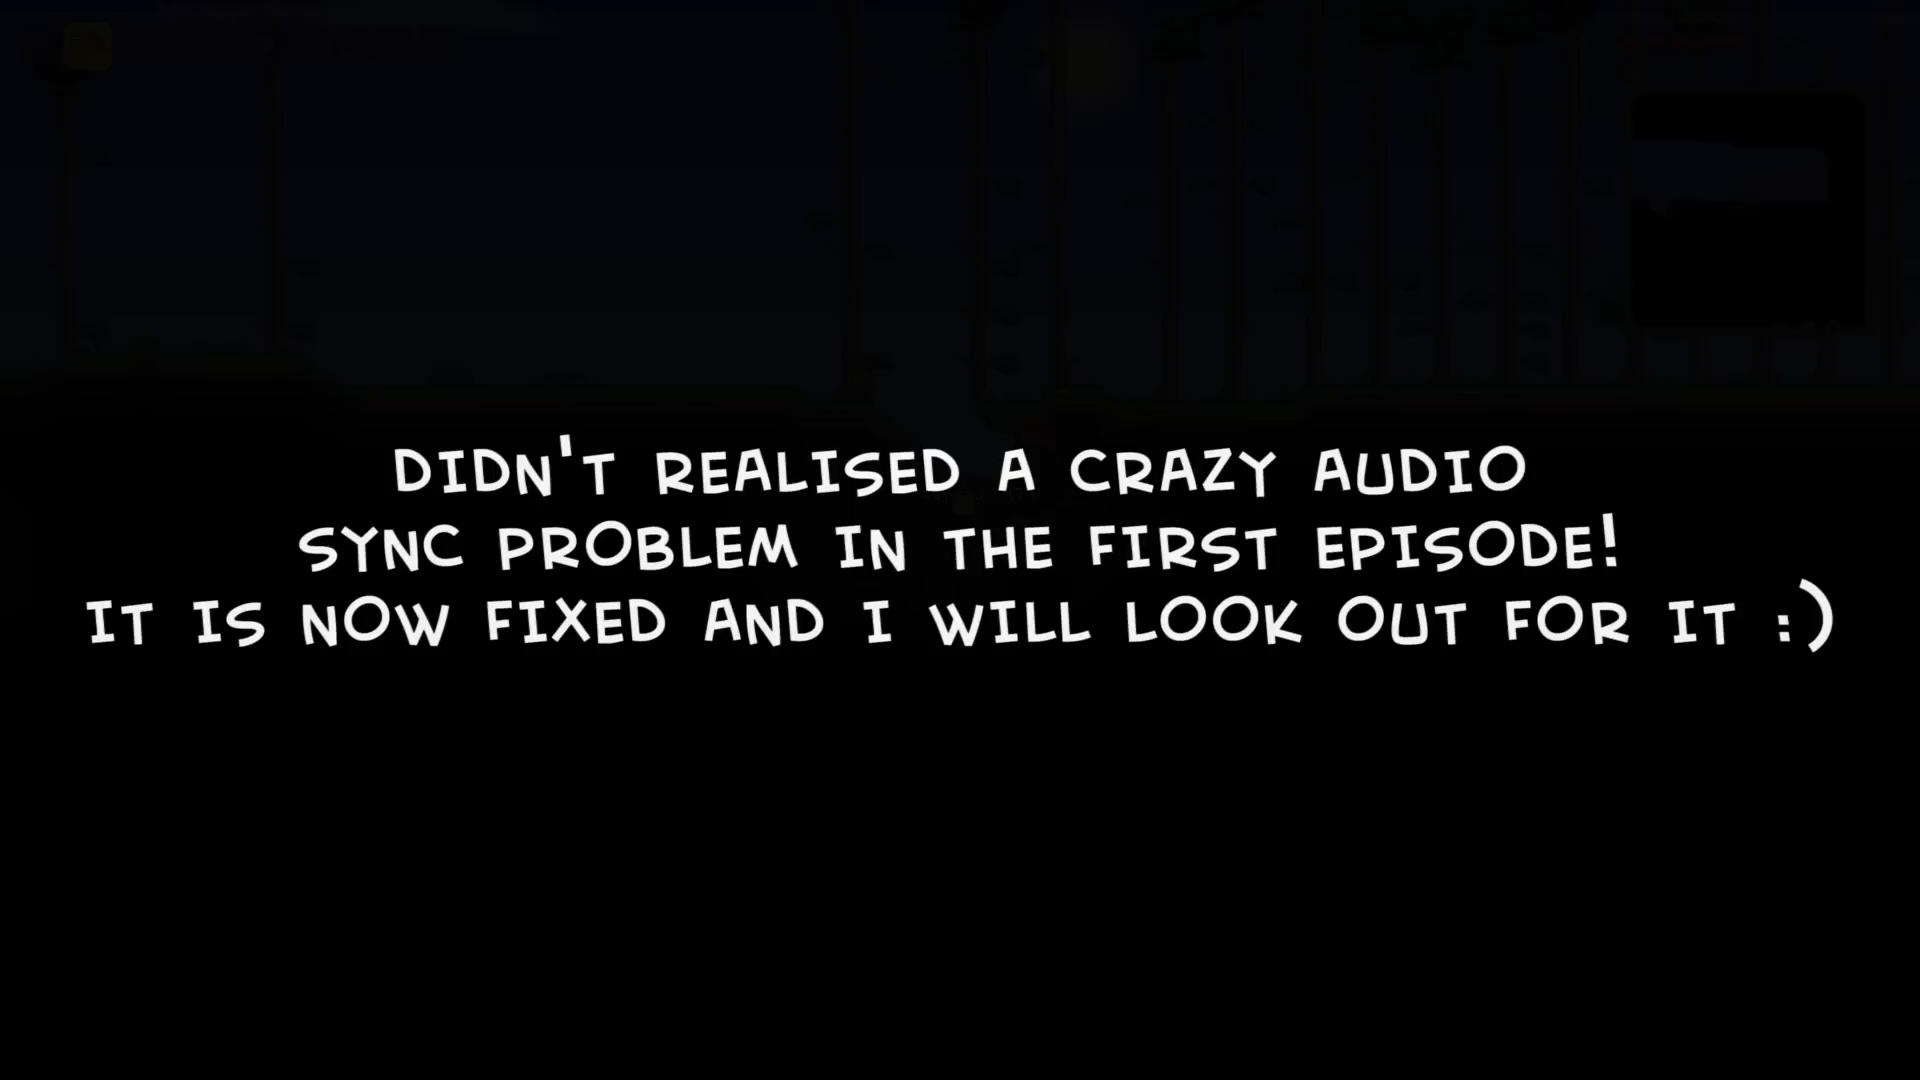 DIDN'T REALISED A CRAZY AUDIO
SYNC PROBLEM IN THE FIRST EPISODE!
IT IS NOW FIXED AND I WILL LOOK OUT FOR IT :)